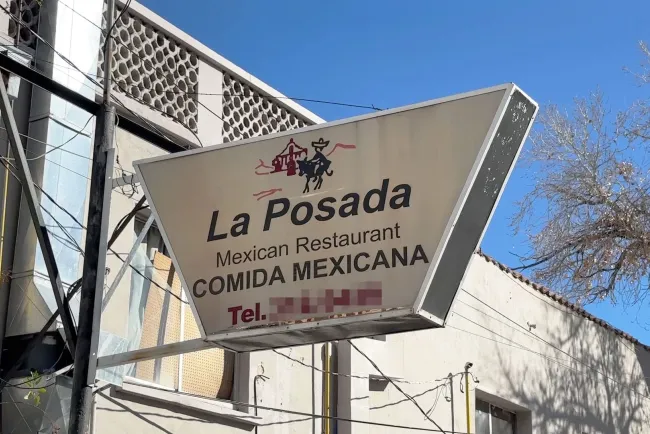 La Posada
Mexican Restaurant
COMIDA MEXICANA
Tel.